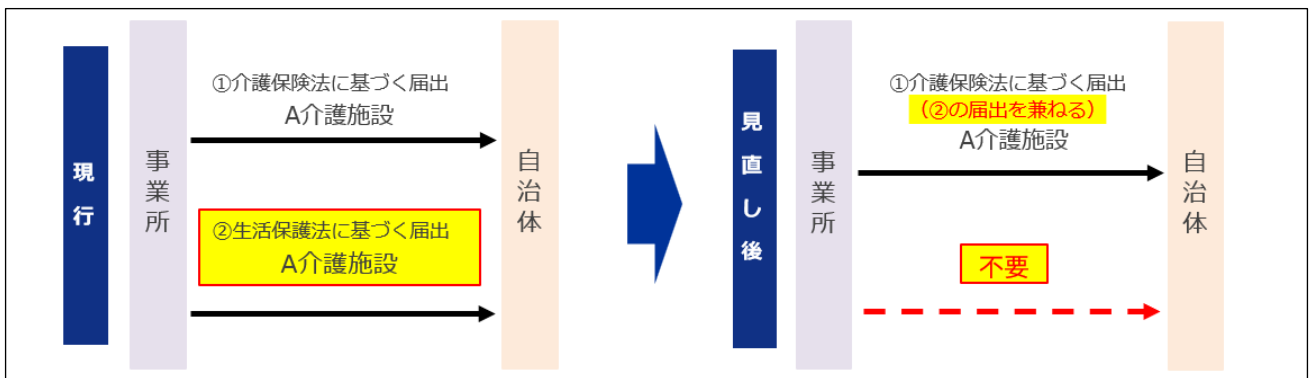 現行
事業所
①介護保険法に基づく届出
A介護施設
②生活保護法に基づく届出
A介護施設
自治体
見直し後
事業所
①介護保険法に基づく届出
（②の届出を兼ねる）
A介護施設
不要
自治体